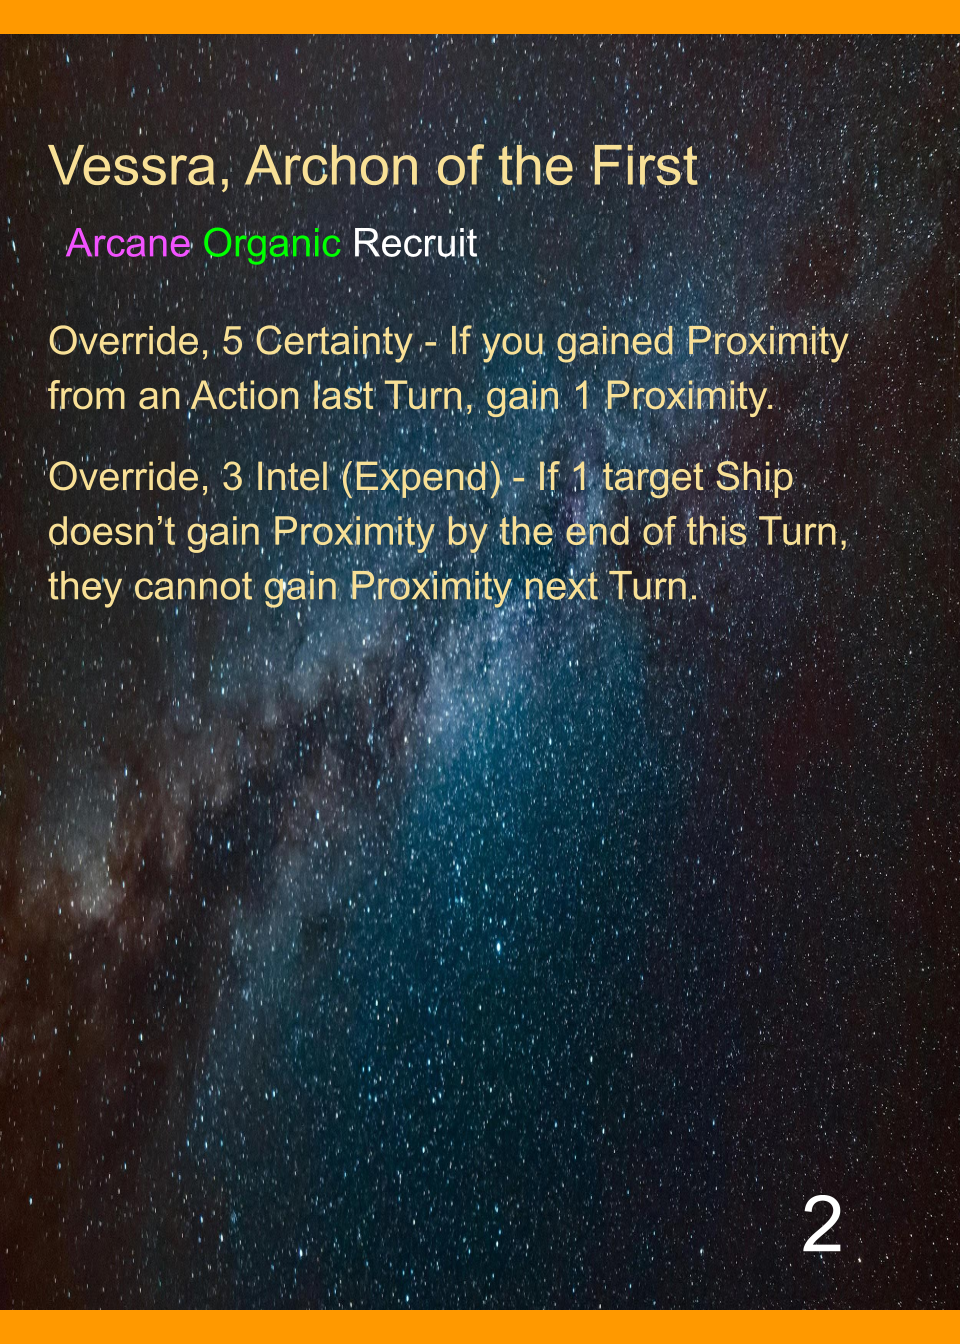 Vessra, Archon of the First
Arcane Organic Recruit
Override, 5 Certainty - If you gained Proximity
from an Action last Turn, gain 1 Proximity.
Override, 3 Intel (Expend) - If 1 target Ship
doesn’t gain Proximity by the end of this Turn,
they cannot gain Proximity next Turn.
2